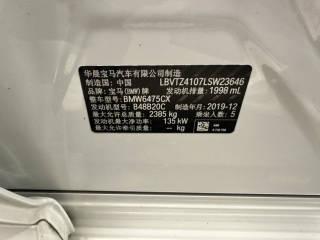 华晨宝马汽车有限公司制造
制造国: 中国 LBVTZ4107LSW23646
品牌: 宝马(BMW)牌 发动机排量: 1998 mL
整车型号: BMW6475CX
发动机型号: B48B20C 制造年月: 2019-12
最大允许总质量: 2385 kg 乘坐人数: 5
发动机最大净功率: 135 kW
最大允许牵引质量: -- kg